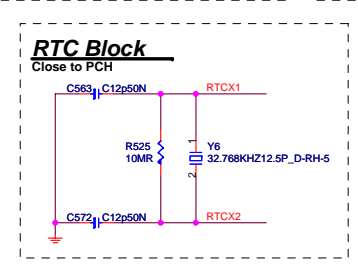 RTC Block
Close to PCH
C563 C12p50N RTCX1
R525 Y6
10MR 32.768KHZ12.5P_D-RH-5
1
2
C572 C12p50N RTCX2